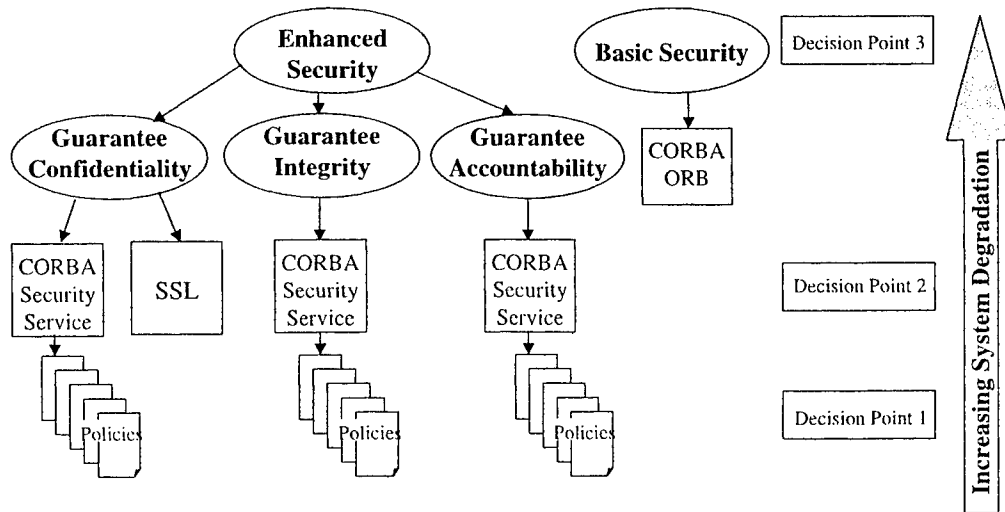 Enhanced
Security
Basic Security
Decision Point 3
Guarantee
Confidentiality
Guarantee
Integrity
Guarantee
Accountability
CORBA
ORB
CORBA
Security
Service
SSL
CORBA
Security
Service
CORBA
Security
Service
Decision Point 2
Policies
Policies
Policies
Decision Point 1
Increasing System Degradation